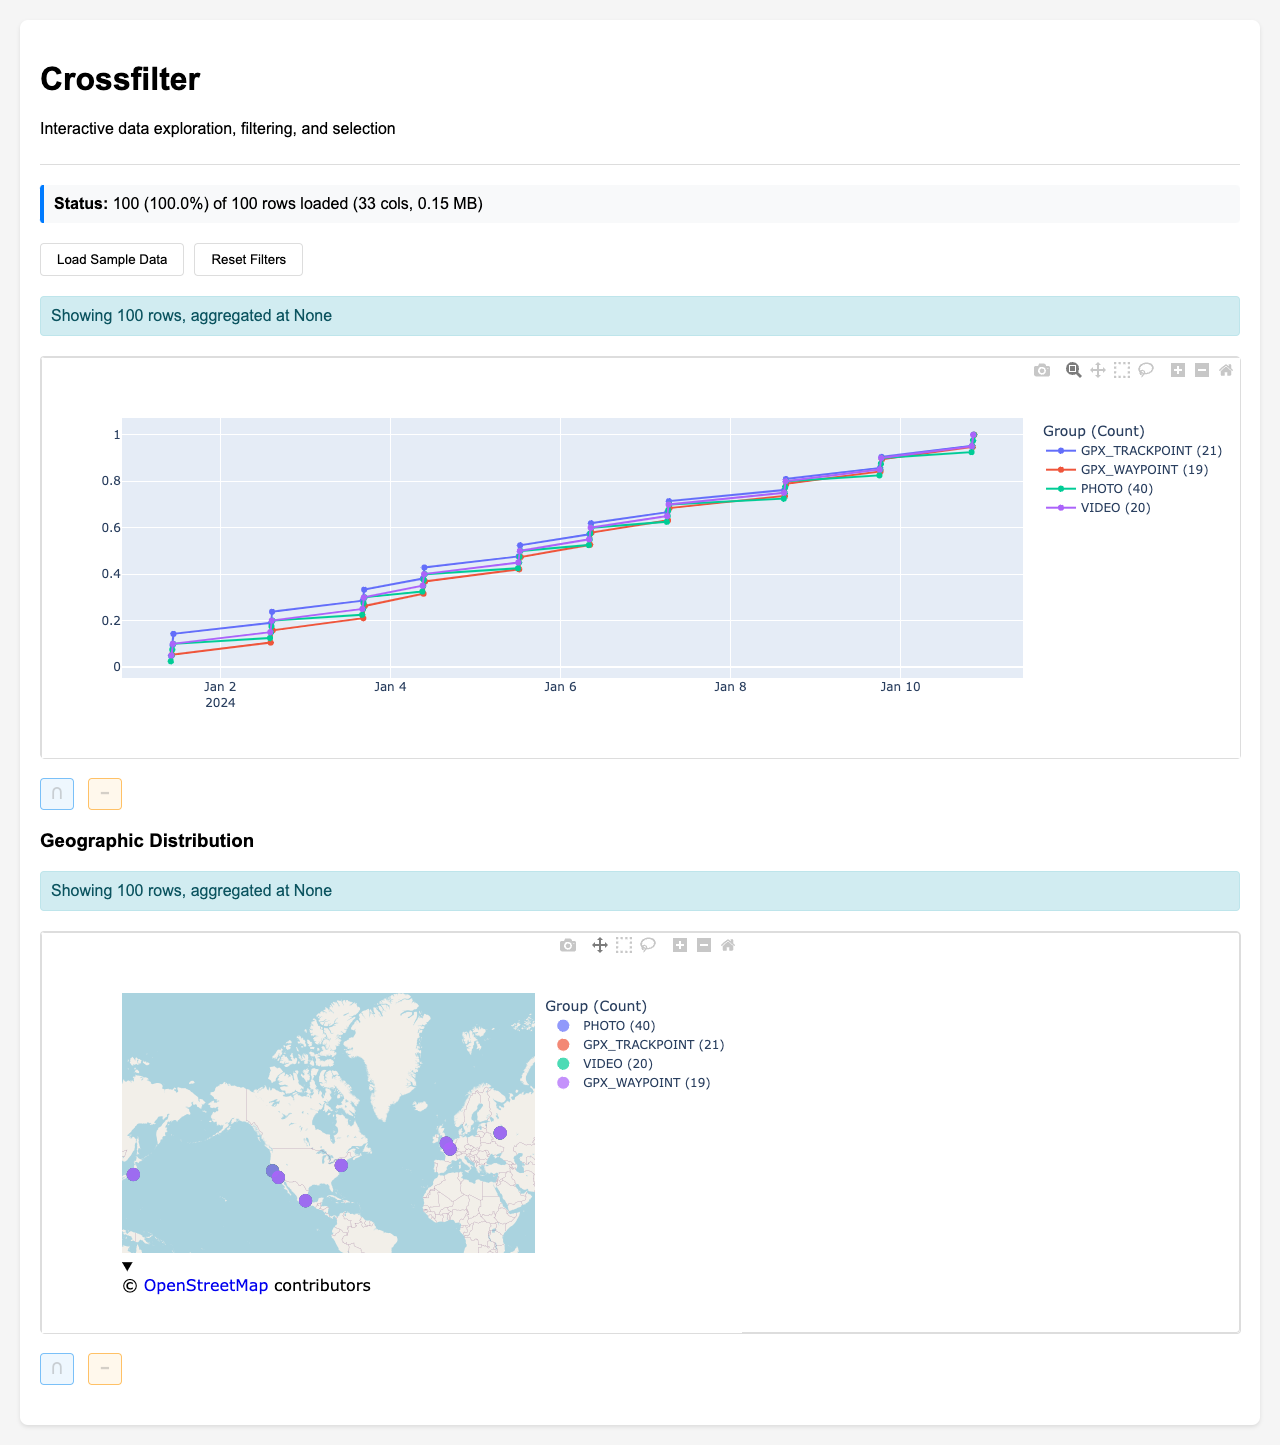 Crossfilter
Interactive data exploration, filtering, and selection
Status: 100 (100.0%) of 100 rows loaded (33 cols, 0.15 MB)
Load Sample Data Reset Filters
Showing 100 rows, aggregated at None
1
0.8
0.6
0.4
0.2
0
Jan 2 Jan 4 Jan 6 Jan 8 Jan 10
2024
Group (Count)
GPX_TRACKPOINT (21)
GPX_WAYPOINT (19)
PHOTO (40)
VIDEO (20)
∩ −
Geographic Distribution
Showing 100 rows, aggregated at None
Group (Count)
PHOTO (40)
GPX_TRACKPOINT (21)
VIDEO (20)
GPX_WAYPOINT (19)
▼
© OpenStreetMap contributors
∩ −